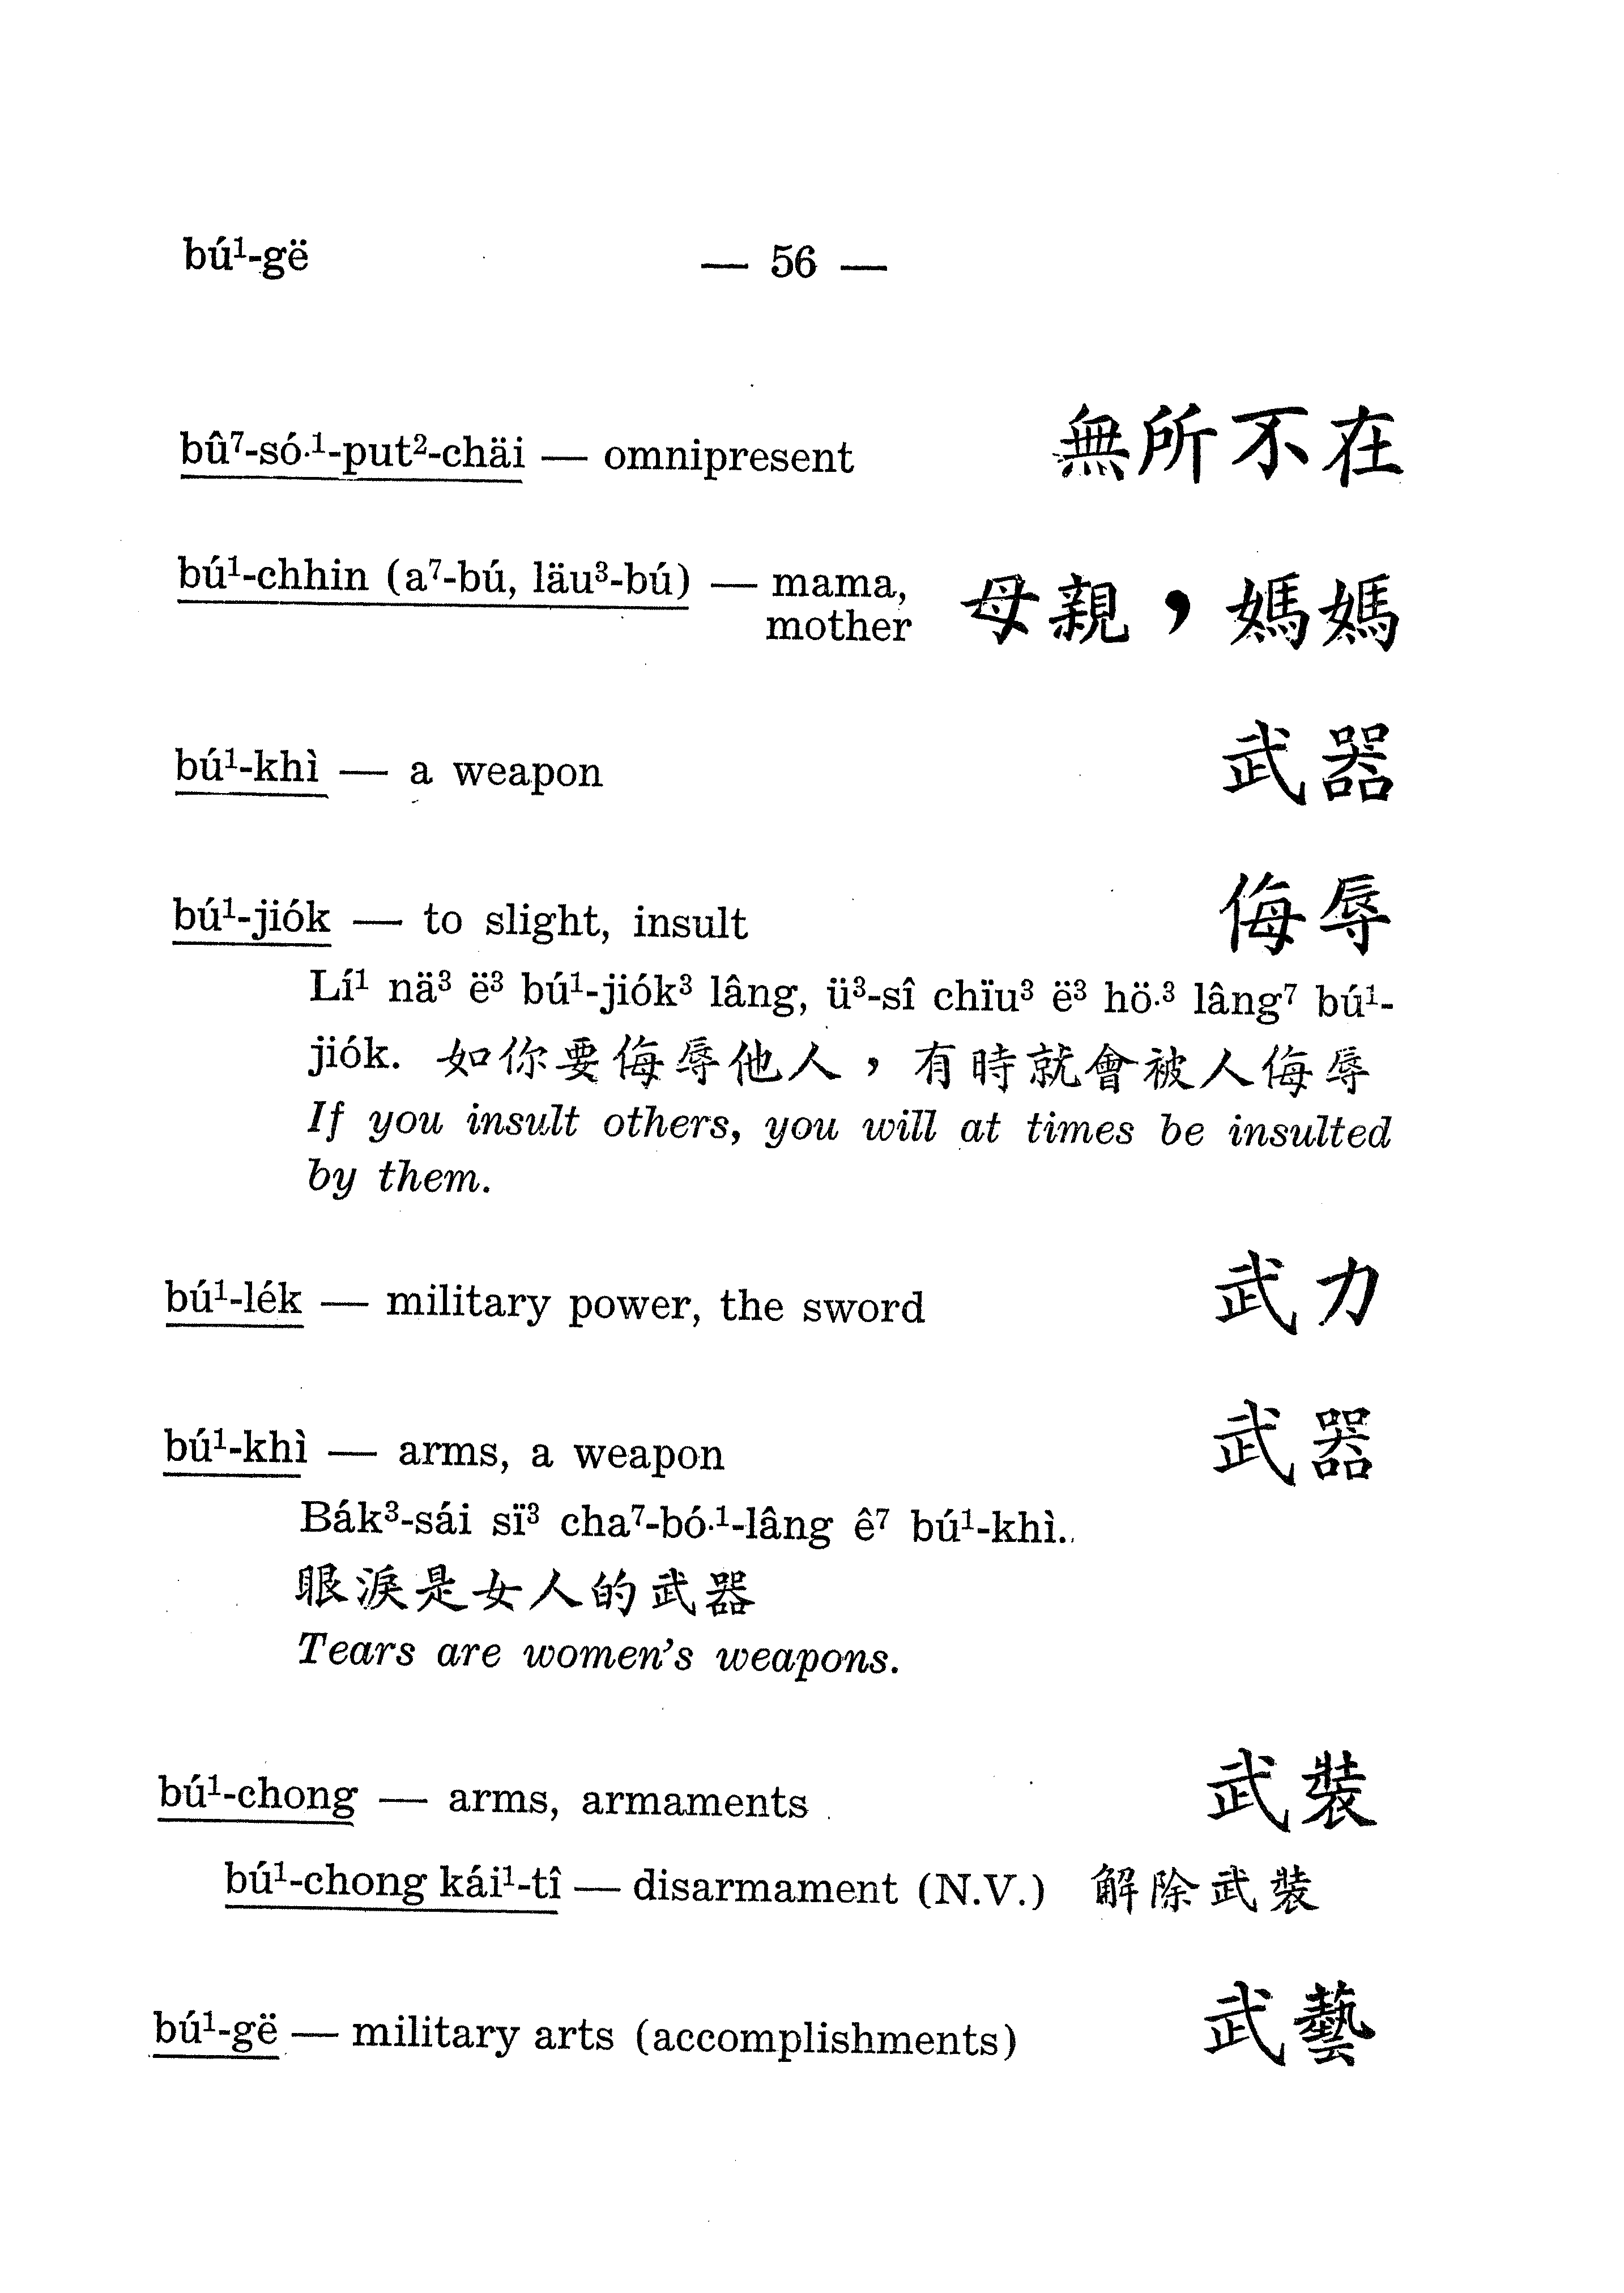 bú¹-gë — 56 —
bû⁷-só·¹-put²-chäi — omnipresent 無所不在
bú¹-chhin (a⁷-bú, läu³-bú) — mama, 母親，媽媽
mother
bú¹-khì — a weapon 武器
bú¹-jiók — to slight, insult 侮辱
Lí¹ nä³ ë³ bú¹-jiók³ lâng, ü³-sî chïu³ ë³ hö·³ lâng⁷ bú¹-
jiók. 如你要侮辱他人，有時就會被人侮辱
If you insult others, you will at times be insulted
by them.
bú¹-lék — military power, the sword 武力
bú¹-khì — arms, a weapon 武器
Bák³-sái sï³ cha⁷-bó·¹-lâng ê⁷ bú¹-khì.
眼淚是女人的武器
Tears are women's weapons.
bú¹-chong — arms, armaments 武裝
bú¹-chong kái¹-tî — disarmament (N.V.) 解除武裝
bú¹-gë — military arts (accomplishments) 武藝